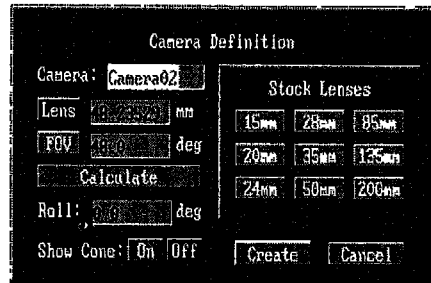 Camera Definition
Camera: Camera02
Lens mm
FOV deg
Calculate
Roll: deg
Show Cone: On Off
Stock Lenses
15mm 28mm 85mm
20mm 35mm 135mm
24mm 50mm 200mm
Create Cancel